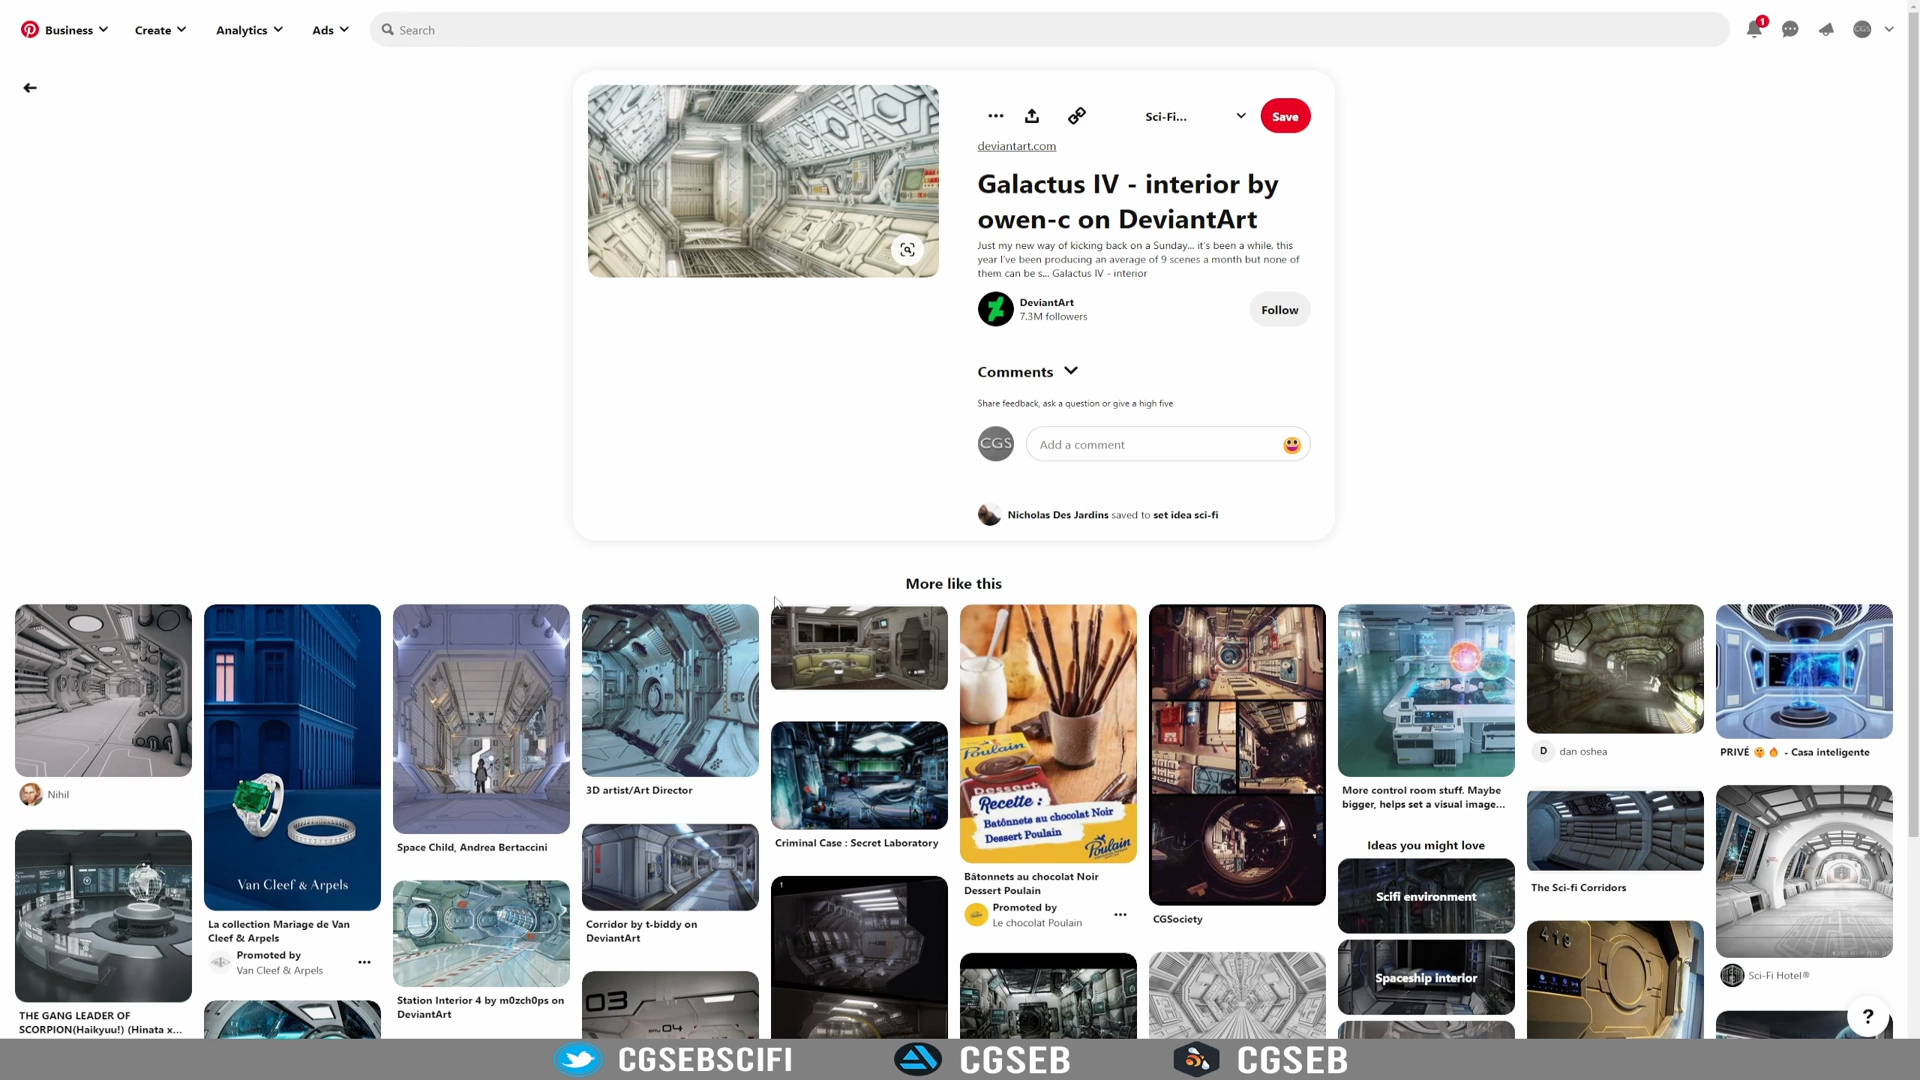 Business
Create
Analytics
Ads
Search
1
CGS
Sci-Fi...
Save
deviantart.com
Galactus IV - interior by
owen-c on DeviantArt
Just my new way of kicking back on a Sunday... it's been a while, this
year I've been producing an average of 9 scenes a month but none of
them can be s... Galactus IV - interior
DeviantArt
7.3M followers
Follow
Comments
Share feedback, ask a question or give a high five
CGS
Add a comment
Nicholas Des Jardins saved to set idea sci-fi
More like this
Nihil
THE GANG LEADER OF
SCORPION(Haikyuu!) (Hinata x...
Van Cleef & Arpels
La collection Mariage de Van
Cleef & Arpels
Promoted by
Van Cleef & Arpels
Space Child, Andrea Bertaccini
Station Interior 4 by m0zch0ps on
DeviantArt
3D artist/Art Director
Corridor by t-biddy on
DeviantArt
03
04
Criminal Case : Secret Laboratory
1
Poulain
Dessert
Recette :
Batônnets au chocolat Noir
Dessert Poulain
Poulain
Bâtonnets au chocolat Noir
Dessert Poulain
Promoted by
Le chocolat Poulain
CGSociety
More control room stuff. Maybe
bigger, helps set a visual image...
Ideas you might love
Scifi environment
Spaceship interior
D
dan oshea
The Sci-fi Corridors
418
PRIVÉ 🤫 🔥 - Casa inteligente
Sci-Fi Hotel®
?
CGSEBSCIFI
CGSEB
CGSEB